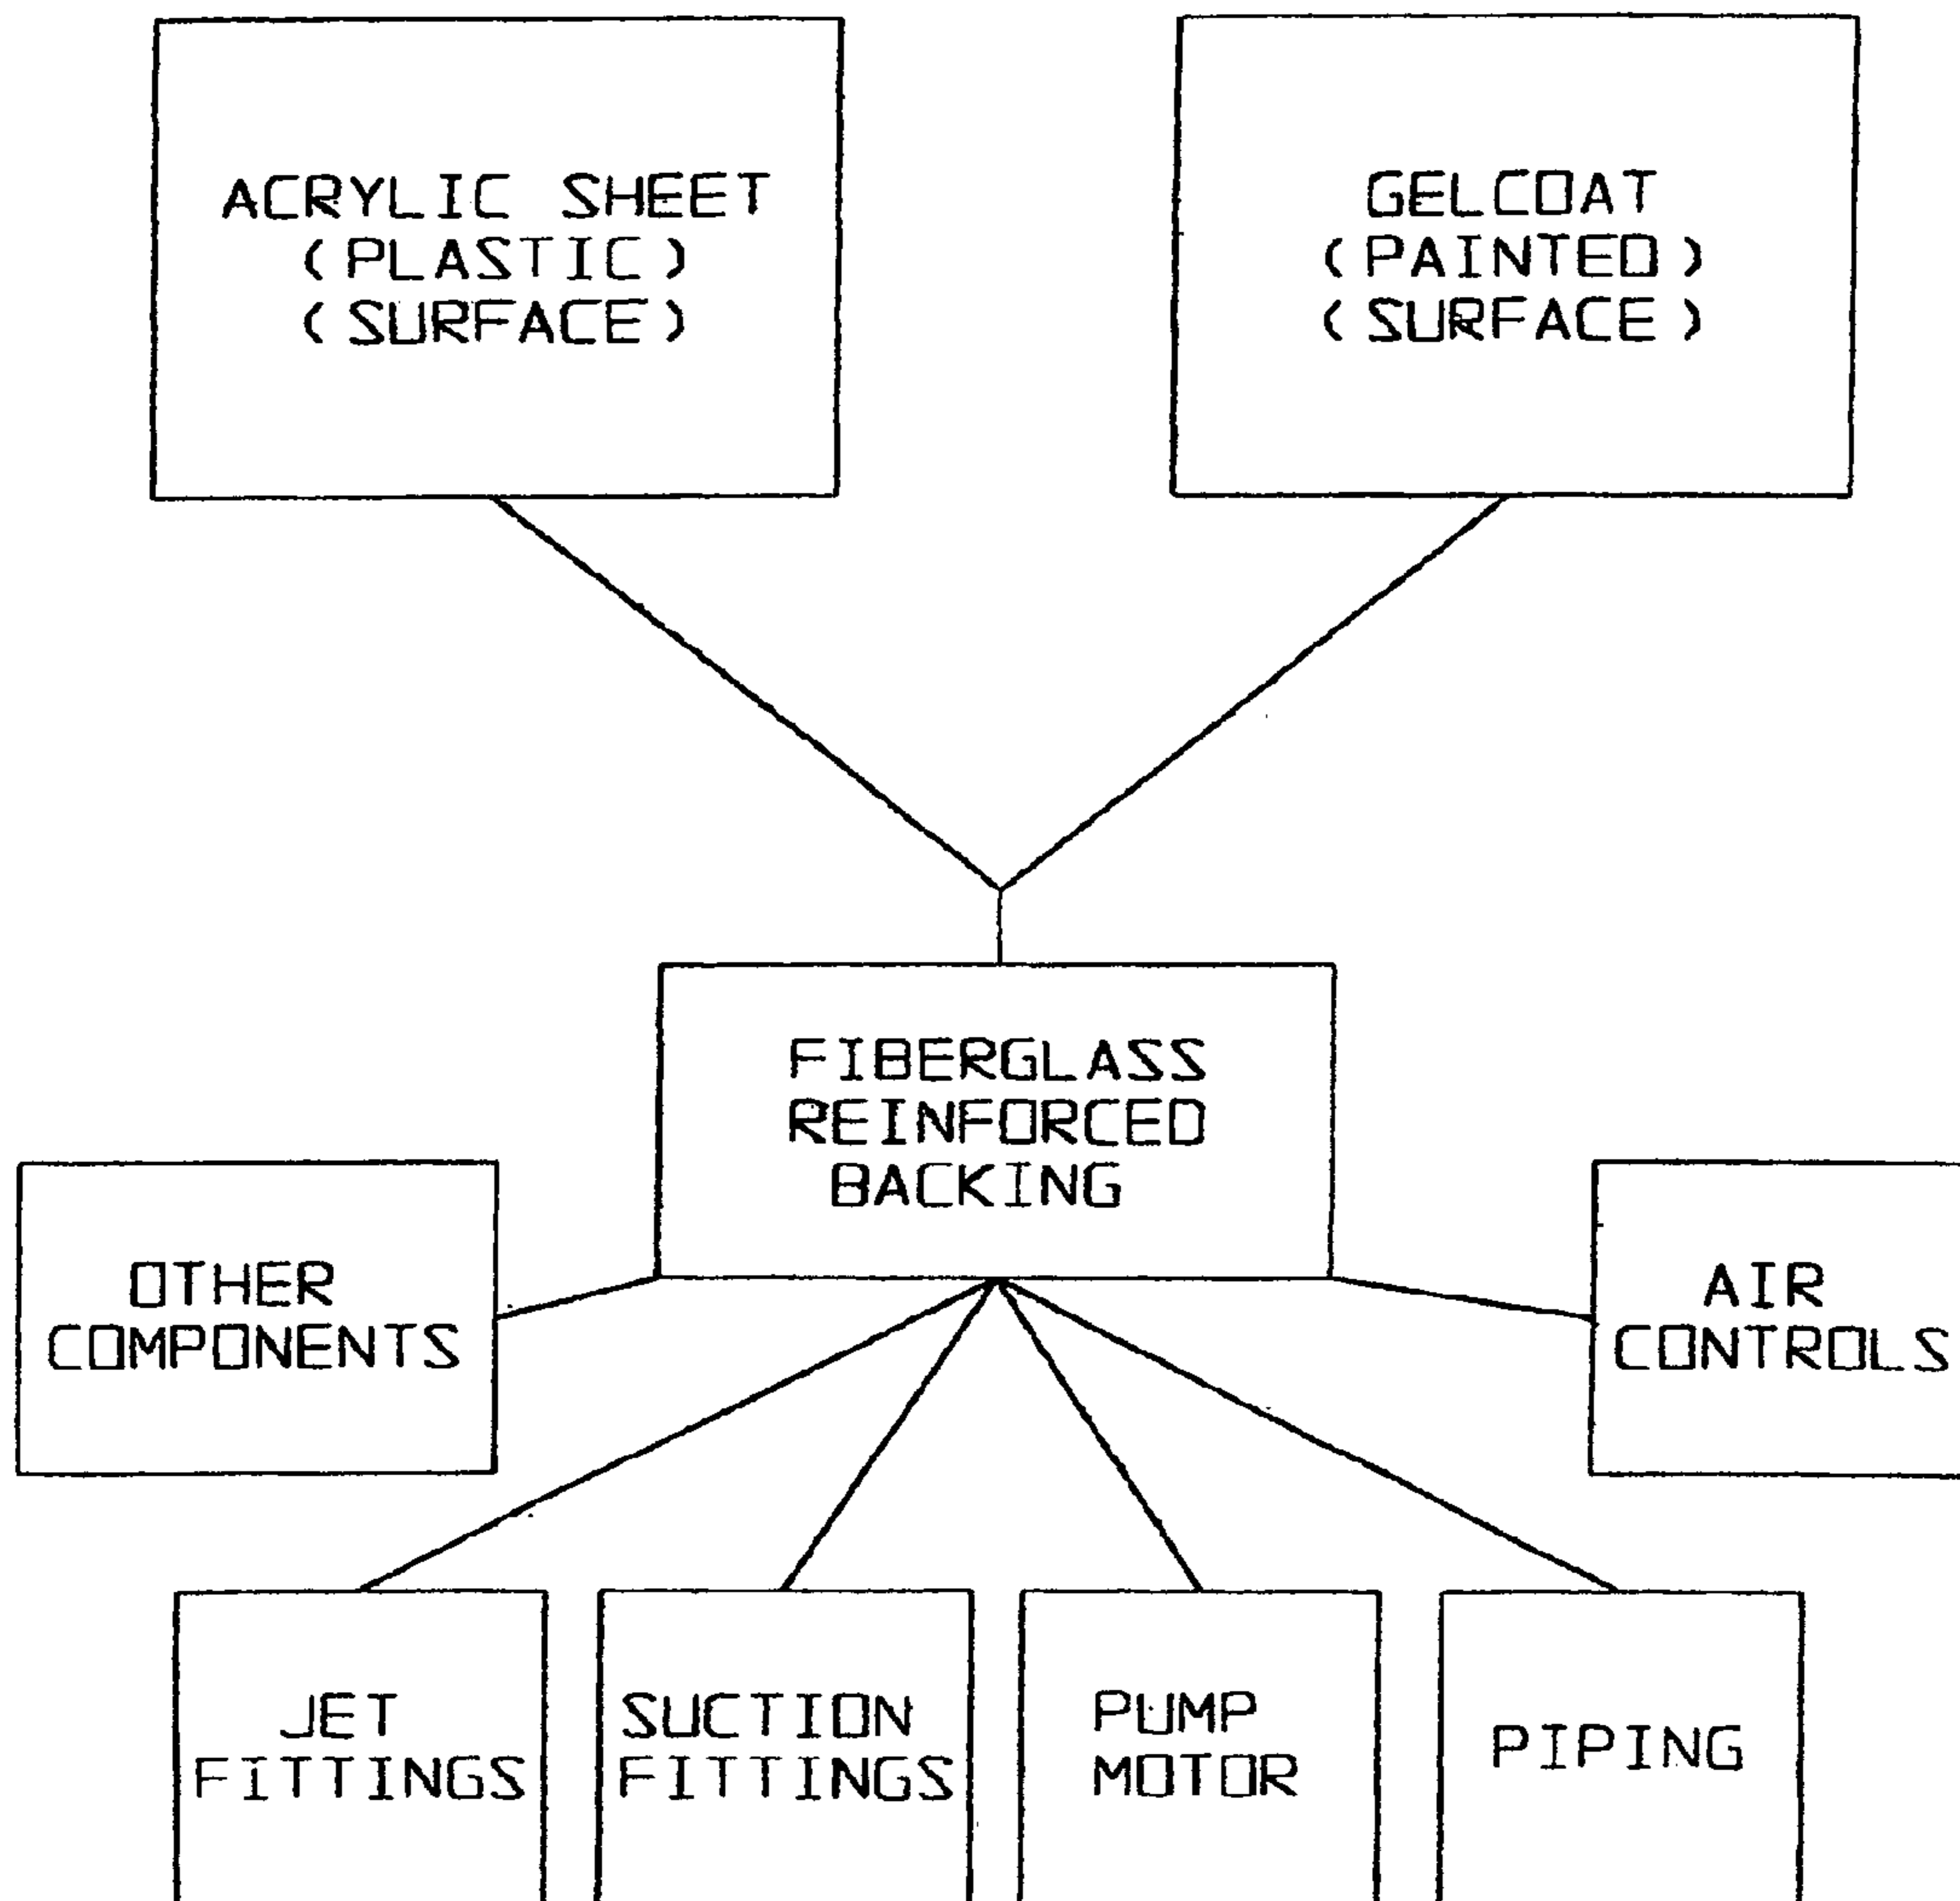 ACRYLIC SHEET
(PLASTIC)
(SURFACE)
GELCOAT
(PAINTED)
(SURFACE)
FIBERGLASS
REINFORCED
BACKING
OTHER
COMPONENTS
AIR
CONTROLS
JET
FITTINGS
SUCTION
FITTINGS
PUMP
MOTOR
PIPING